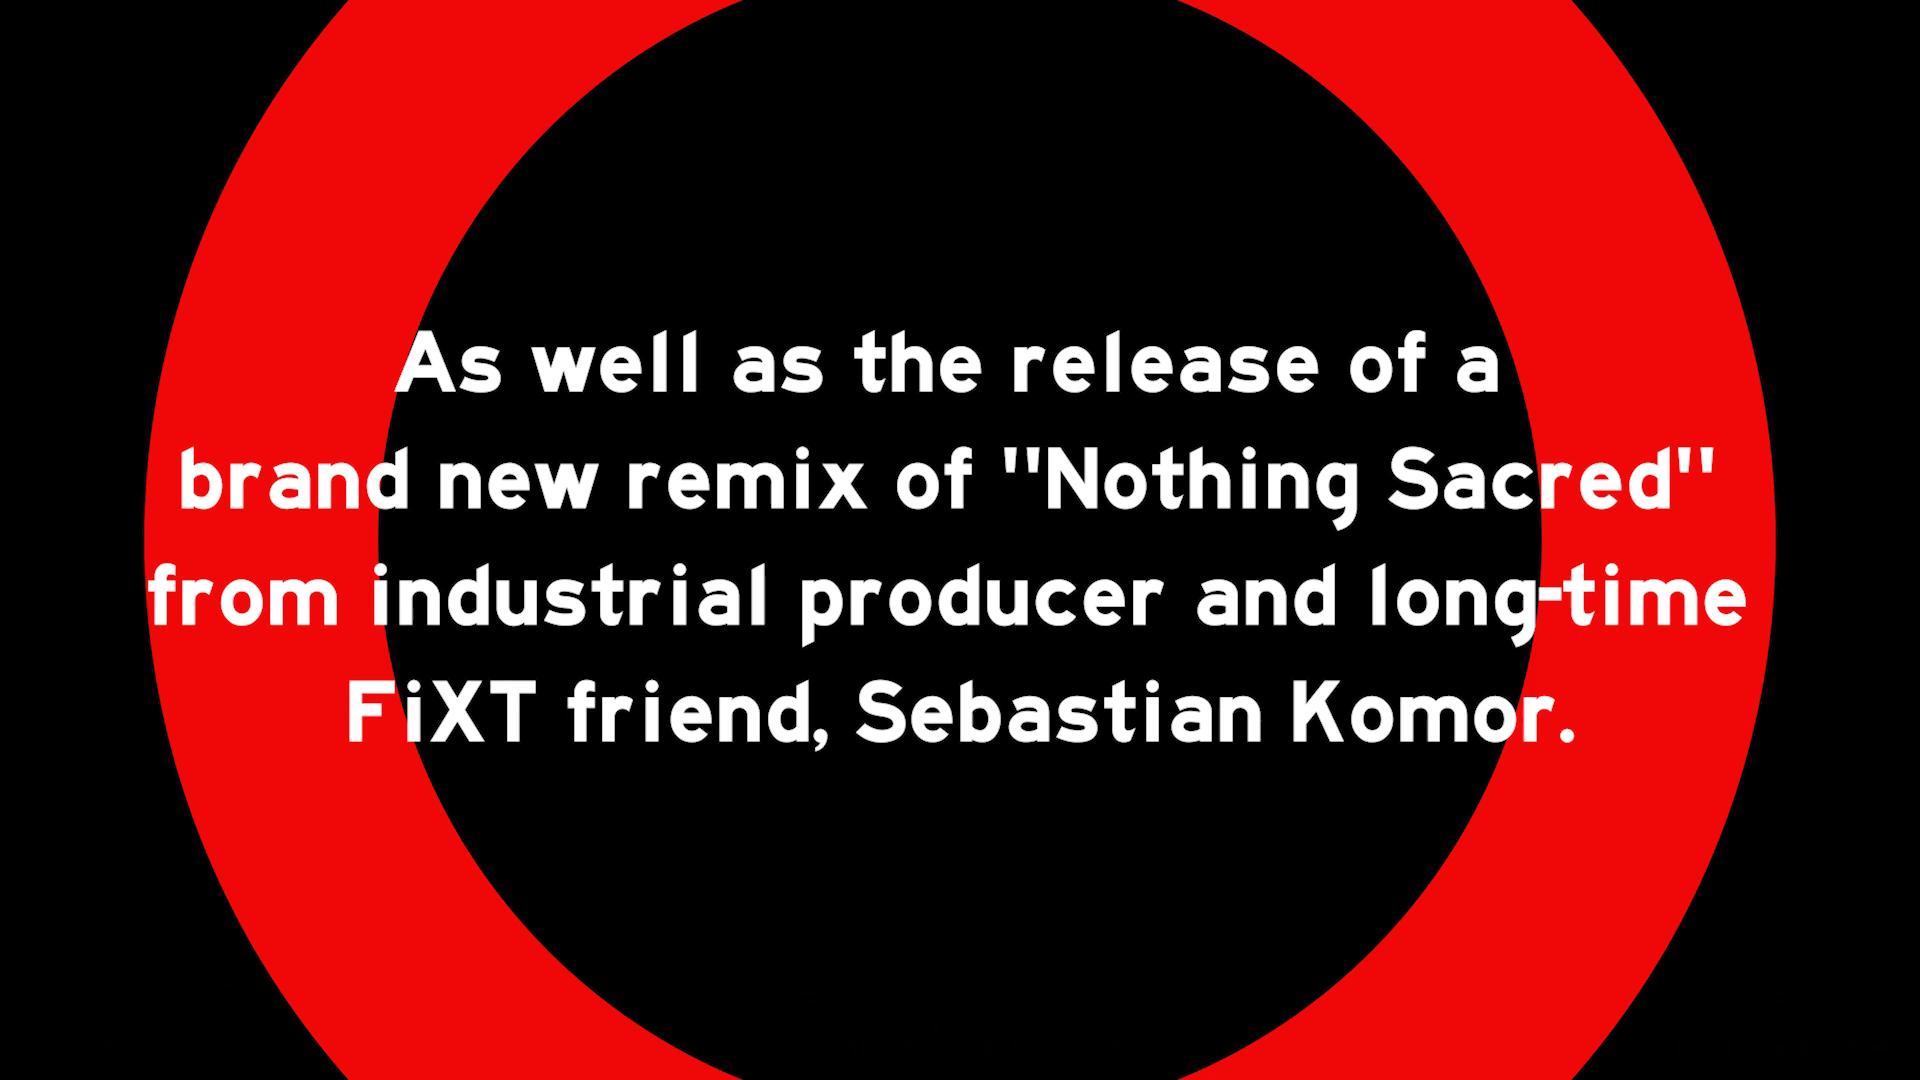 As well as the release of a
brand new remix of "Nothing Sacred"
from industrial producer and long-time
FiXT friend, Sebastian Komor.